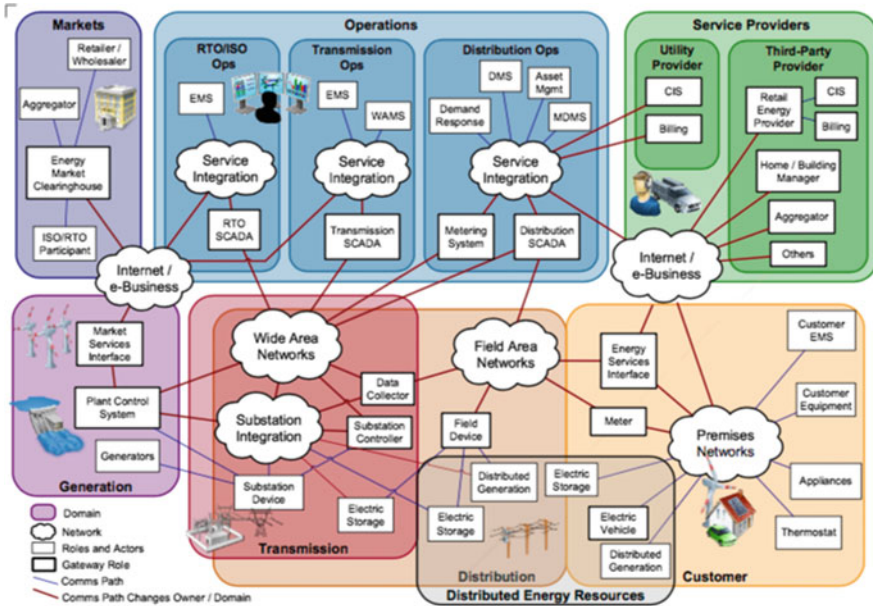 Markets
Retailer /
Wholesaler
Aggregator
Energy
Market
Clearinghouse
ISO/RTO
Participant
Operations
RTO/ISO
Ops
EMS
Service
Integration
RTO
SCADA
Transmission
Ops
EMS
WAMS
Service
Integration
Transmission
SCADA
Distribution Ops
DMS
Asset
Mgmt
Demand
Response
MDMS
Service
Integration
Metering
System
Distribution
SCADA
Service Providers
Utility
Provider
CIS
Billing
Third-Party
Provider
Retail
Energy
Provider
CIS
Billing
Home / Building
Manager
Aggregator
Others
Internet /
e-Business
Internet /
e-Business
Market
Services
Interface
Plant Control
System
Generators
Generation
Wide Area
Networks
Substation
Integration
Data
Collector
Substation
Controller
Substation
Device
Electric
Storage
Transmission
Field Area
Networks
Field
Device
Distributed
Generation
Electric
Storage
Distribution
Energy
Services
Interface
Meter
Premises
Networks
Customer
EMS
Customer
Equipment
Appliances
Thermostat
Electric
Storage
Electric
Vehicle
Distributed
Generation
Customer
Distributed Energy Resources
Domain
Network
Roles and Actors
Gateway Role
Comms Path
Comms Path Changes Owner / Domain